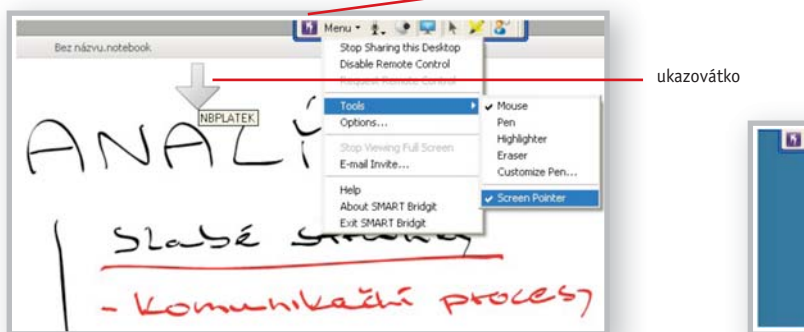 Menu
Bez názvu.notebook
Stop Sharing this Desktop
Disable Remote Control
Request Remote Control
Tools
Options...
Stop Viewing Full Screen
E-mail Invite...
Help
About SMART Bridgit
Exit SMART Bridgit
Mouse
Pen
Highlighter
Eraser
Customize Pen...
Screen Pointer
ukazovátko
NBPLATEK
ANALÝ
Slabé
- Komunikační procesy